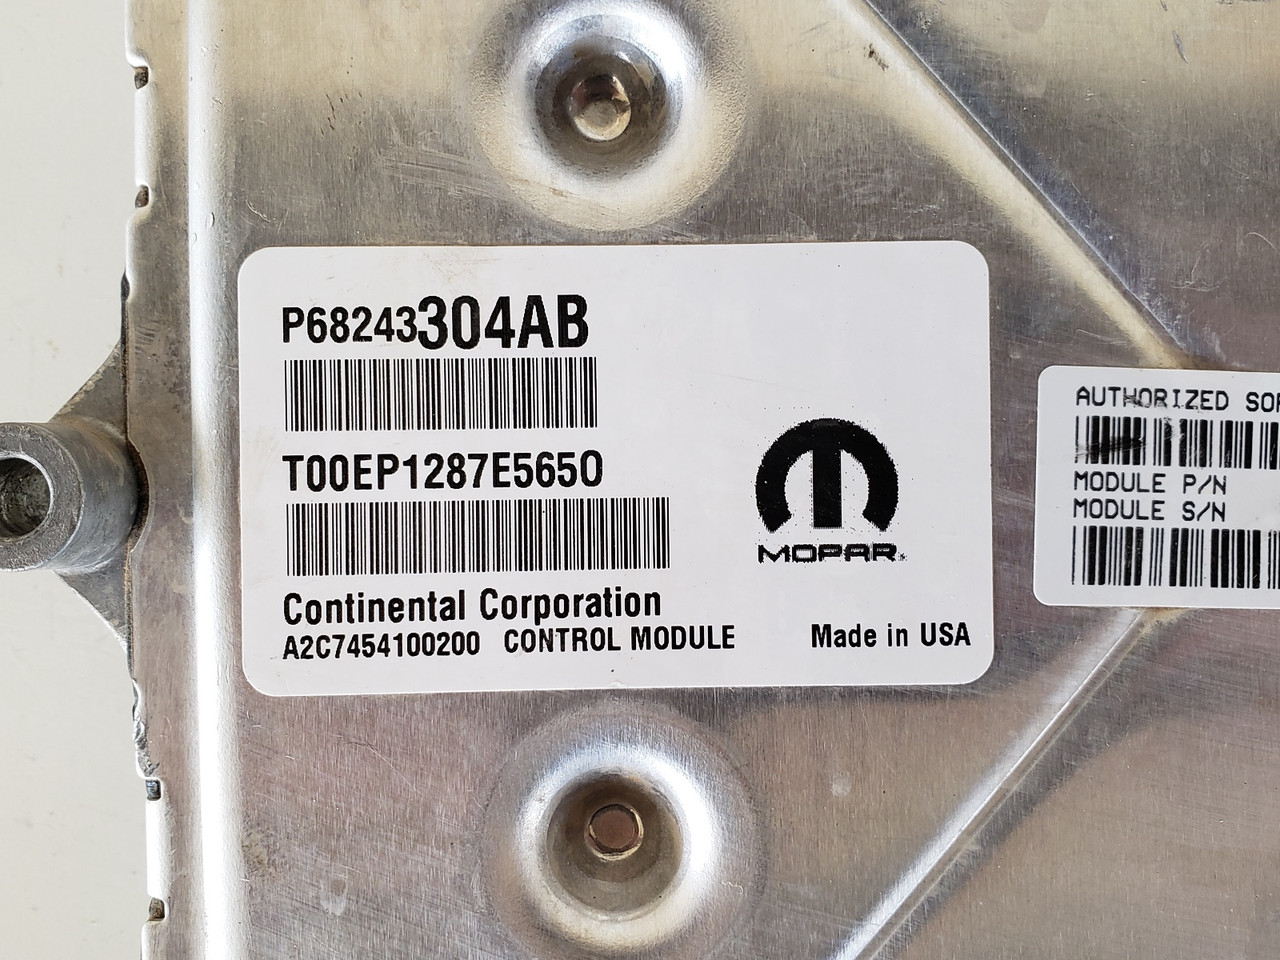 P68243304AB
T00EP1287E5650
Continental Corporation
A2C7454100200 CONTROL MODULE
Made in USA
MOPAR
AUTHORIZED
MODULE P/N
MODULE S/N